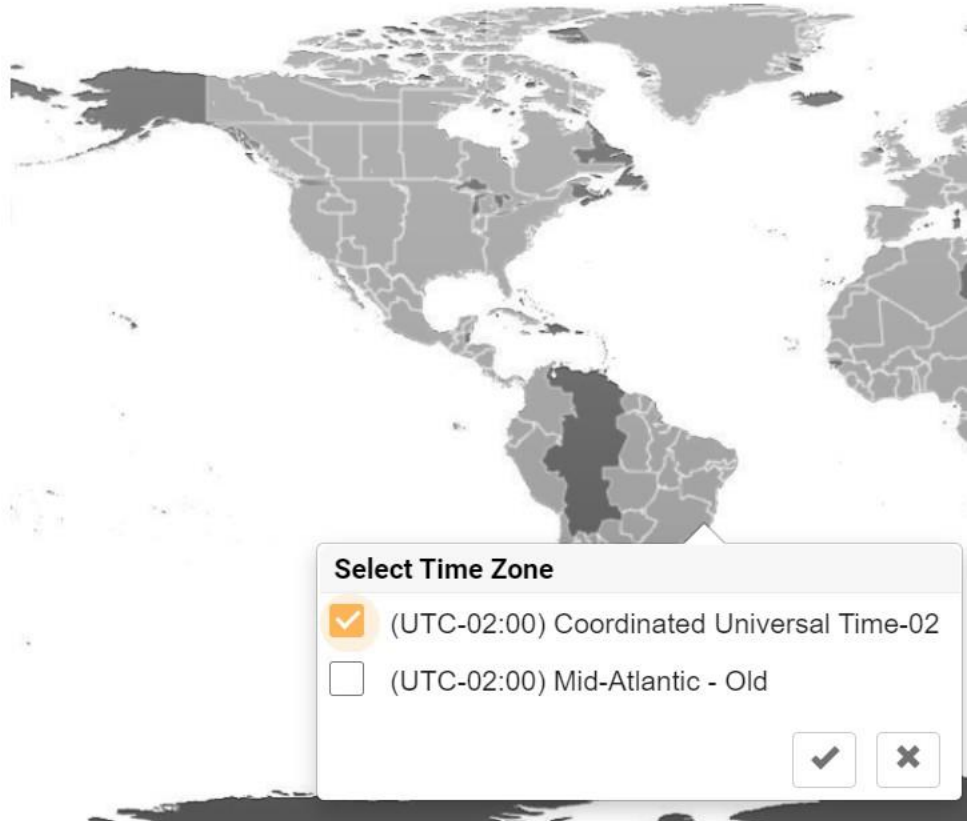 Select Time Zone
(UTC-02:00) Coordinated Universal Time-02
(UTC-02:00) Mid-Atlantic - Old